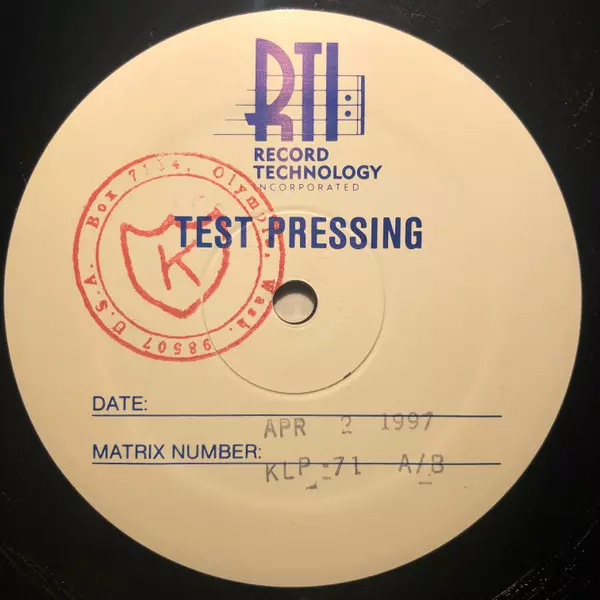 RTI
RECORD
TECHNOLOGY
INCORPORATED
TEST PRESSING
Box 7154, Olympia, Wash. 98507 U.S.A.
K
DATE: APR 2 1997
MATRIX NUMBER: KLP-71 A/B